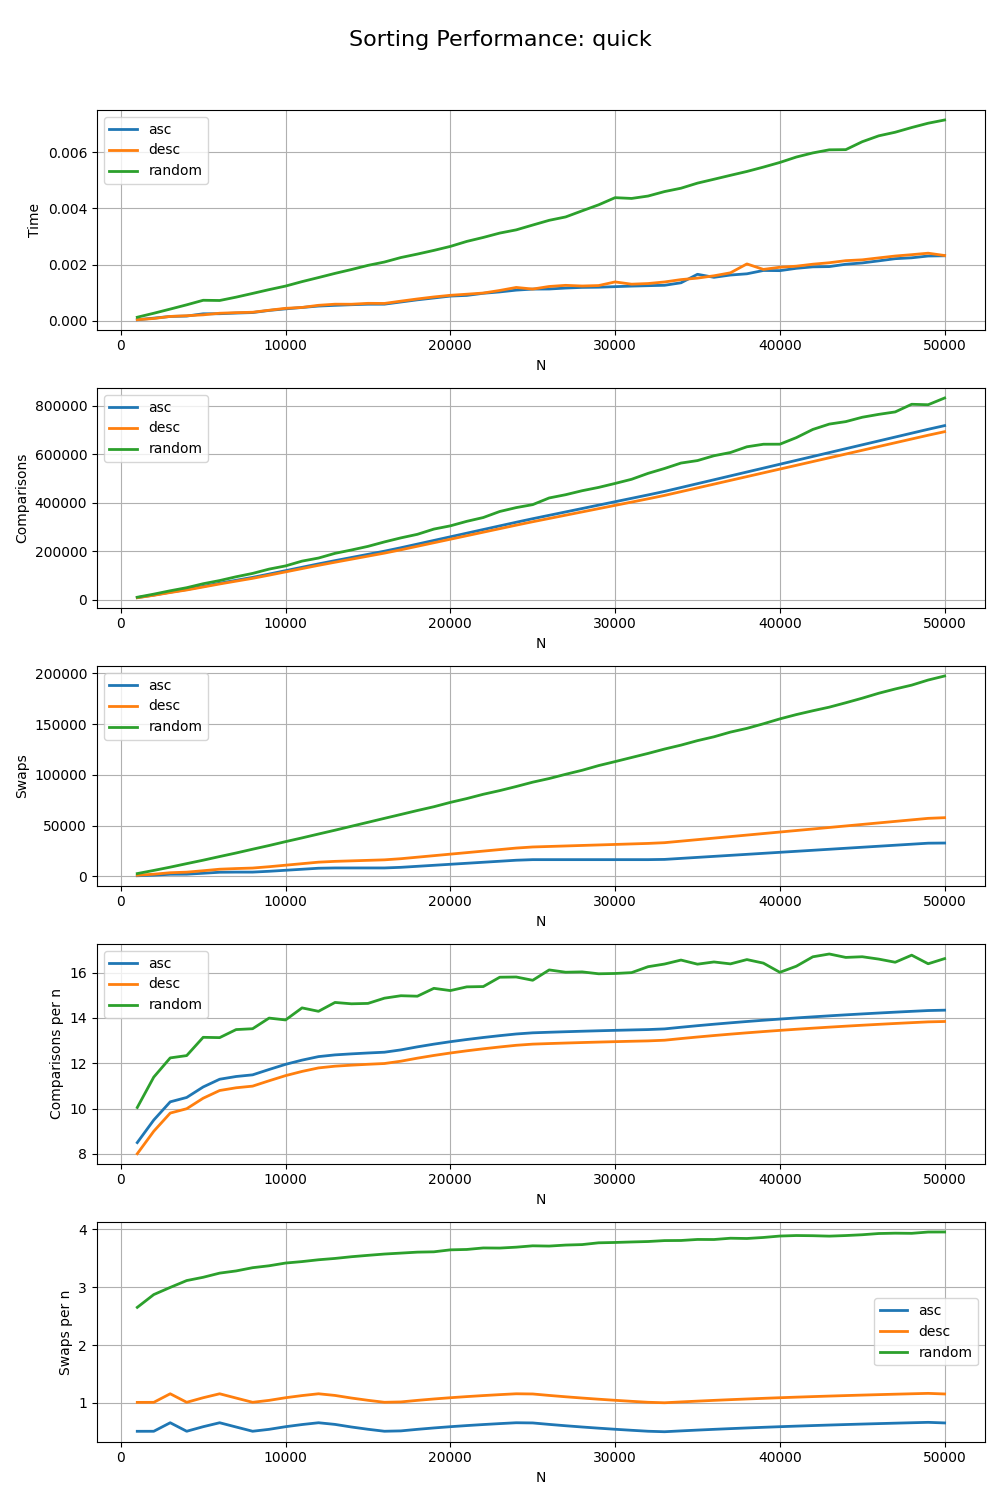 Sorting Performance: quick
asc
desc
random
Time
0.006
0.004
0.002
0.000
0 10000 20000 30000 40000 50000
N
asc
desc
random
Comparisons
800000
600000
400000
200000
0
0 10000 20000 30000 40000 50000
N
asc
desc
random
Swaps
200000
150000
100000
50000
0
0 10000 20000 30000 40000 50000
N
asc
desc
random
Comparisons per n
16
14
12
10
8
0 10000 20000 30000 40000 50000
N
Swaps per n
4
3
2
1
asc
desc
random
0 10000 20000 30000 40000 50000
N